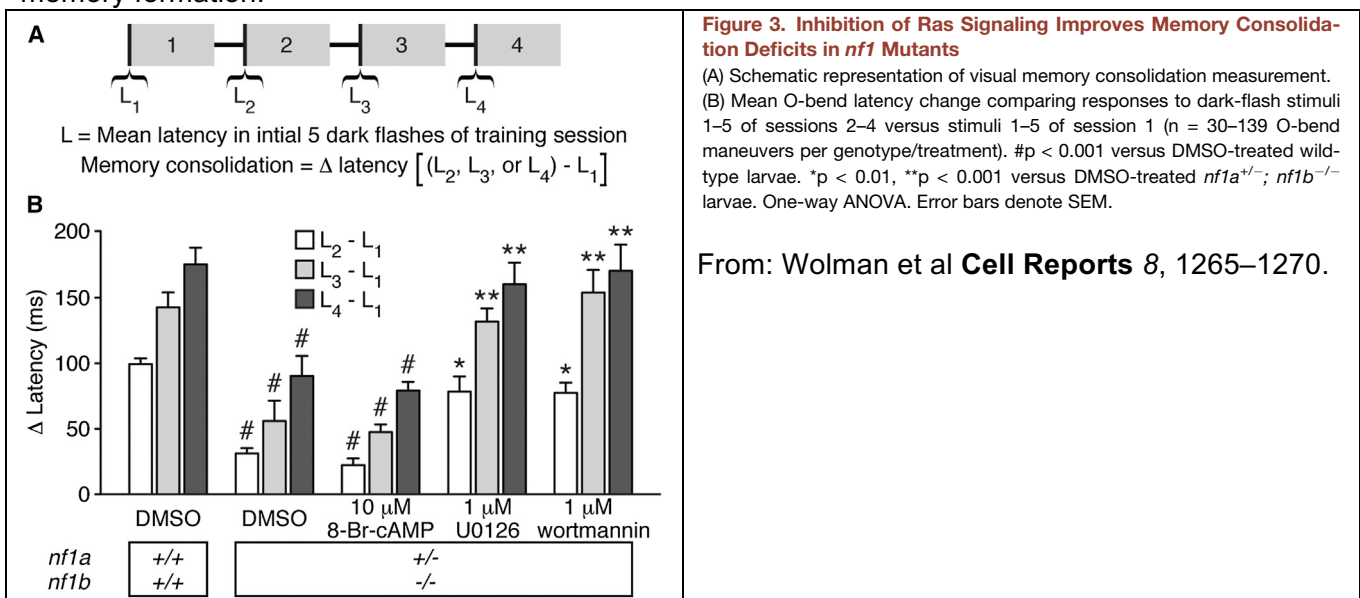 memory formation.
A
1 2 3 4
L1 L2 L3 L4
L = Mean latency in intial 5 dark flashes of training session
Memory consolidation = Δ latency [(L2, L3, or L4) - L1]
B
Δ Latency (ms)
200
150
100
50
0
L2 - L1
L3 - L1
L4 - L1
# # #
# # #
* ** **
* ** **
DMSO DMSO 10 μM 8-Br-cAMP 1 μM U0126 1 μM wortmannin
nf1a +/+ +/-
nf1b +/+ -/-
Figure 3. Inhibition of Ras Signaling Improves Memory Consolida-
tion Deficits in nf1 Mutants
(A) Schematic representation of visual memory consolidation measurement.
(B) Mean O-bend latency change comparing responses to dark-flash stimuli
1–5 of sessions 2–4 versus stimuli 1–5 of session 1 (n = 30–139 O-bend
maneuvers per genotype/treatment). #p < 0.001 versus DMSO-treated wild-
type larvae. *p < 0.01, **p < 0.001 versus DMSO-treated nf1a+/−; nf1b−/−
larvae. One-way ANOVA. Error bars denote SEM.
From: Wolman et al Cell Reports 8, 1265–1270.